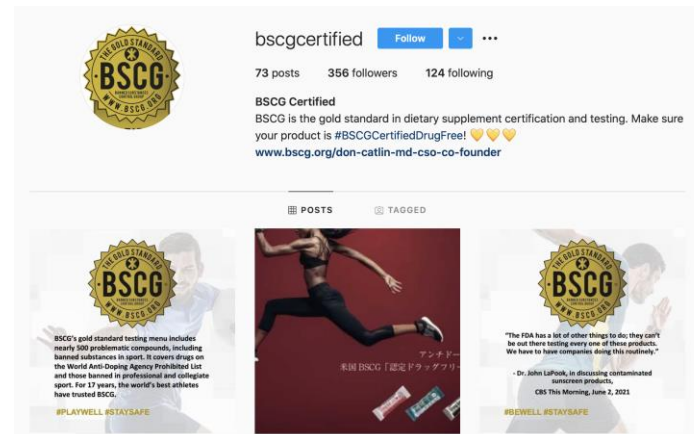 THE GOLD STANDARD
BSCG
WWW.BSCG.ORG
bscgcertified Follow
73 posts 356 followers 124 following
BSCG Certified
BSCG is the gold standard in dietary supplement certification and testing. Make sure
your product is #BSCGCertifiedDrugFree! 💛💛💛
www.bscg.org/don-catlin-md-cso-co-founder
POSTS TAGGED
THE GOLD STANDARD
BSCG
WWW.BSCG.ORG
BSCG's gold standard testing menu includes
nearly 500 problematic compounds, including
banned substances in sport. It covers drugs on
the World Anti-Doping Agency Prohibited List
and those banned in professional and collegiate
sport. For 17 years, the world's best athletes
have trusted BSCG.
#PLAYWELL #STAYSAFE
アンチドー
米国 BSCG「認定ドラッグフリー
THE GOLD STANDARD
BSCG
WWW.BSCG.ORG
"The FDA has a lot of other things to do; they can't
be out there testing every one of these products.
We have to have companies doing this routinely."
- Dr. John LaPook, in discussing contaminated
sunscreen products,
CBS This Morning, June 2, 2021
#BEWELL #STAYSAFE